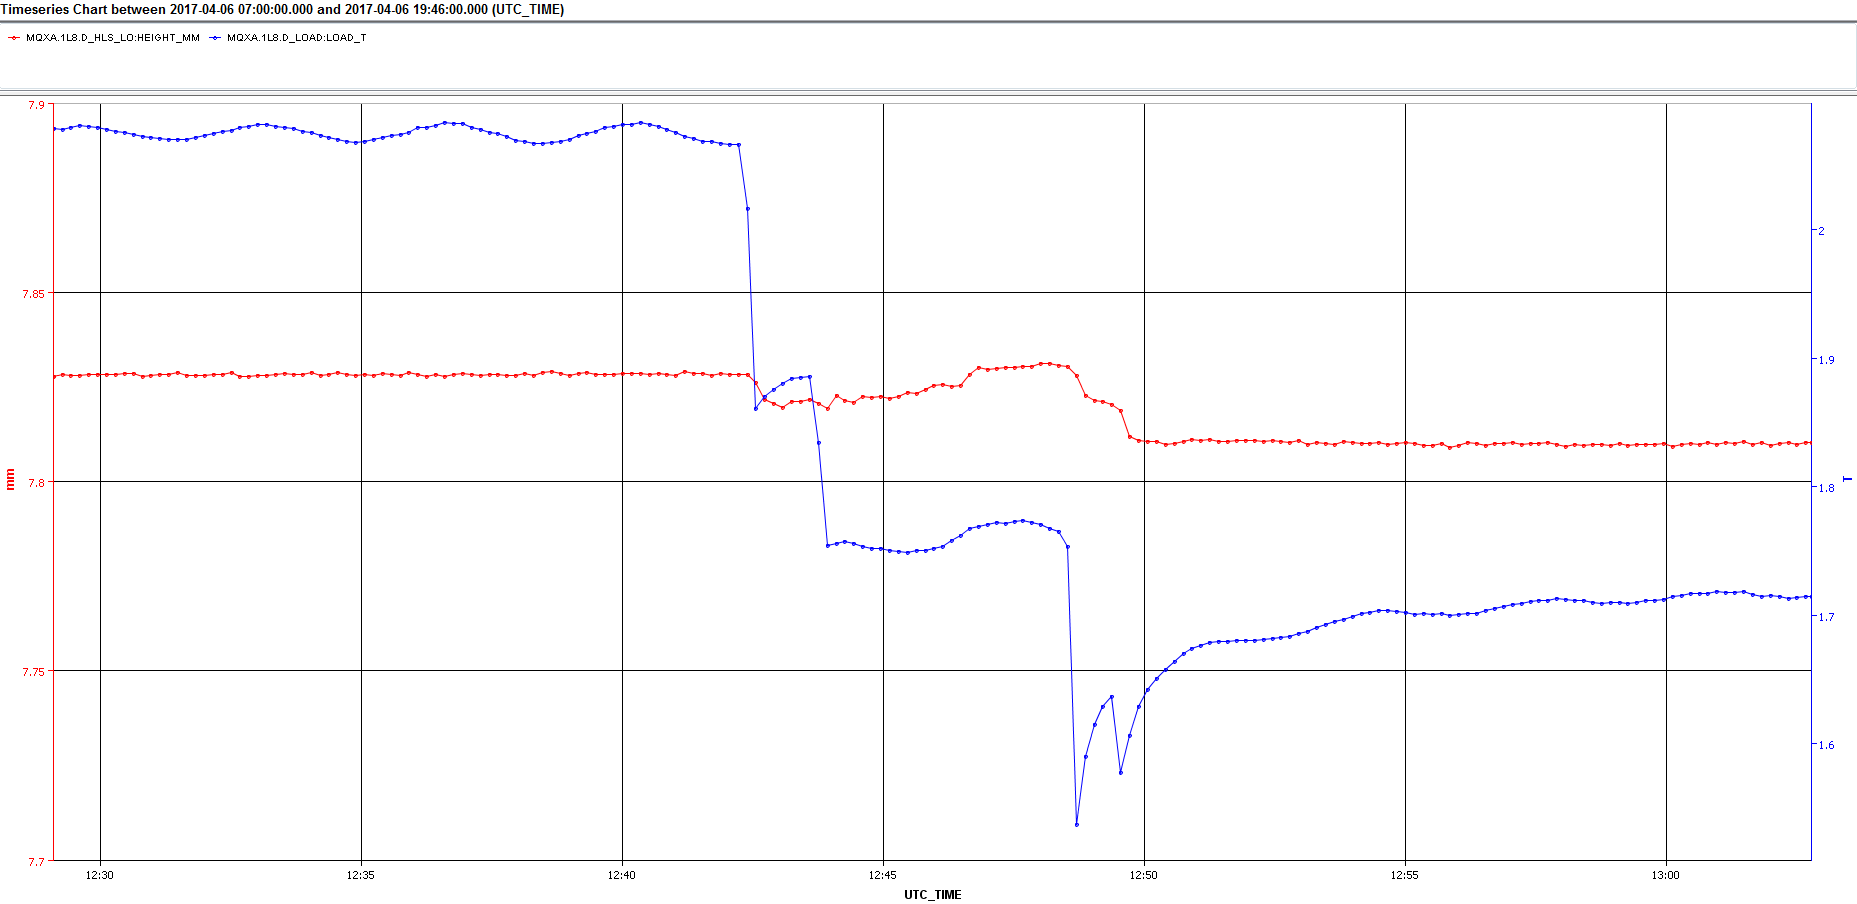 Timeseries Chart between 2017-04-06 07:00:00.000 and 2017-04-06 19:46:00.000 (UTC_TIME)
MQXA.1L8.D_HLS_LO:HEIGHT_MM MQXA.1L8.D_LOAD:LOAD_T
7.9
2
7.85
1.9
mm
7.8
1.8
T
7.75
1.7
1.6
7.7
12:30 12:35 12:40 12:45 12:50 12:55 13:00
UTC_TIME